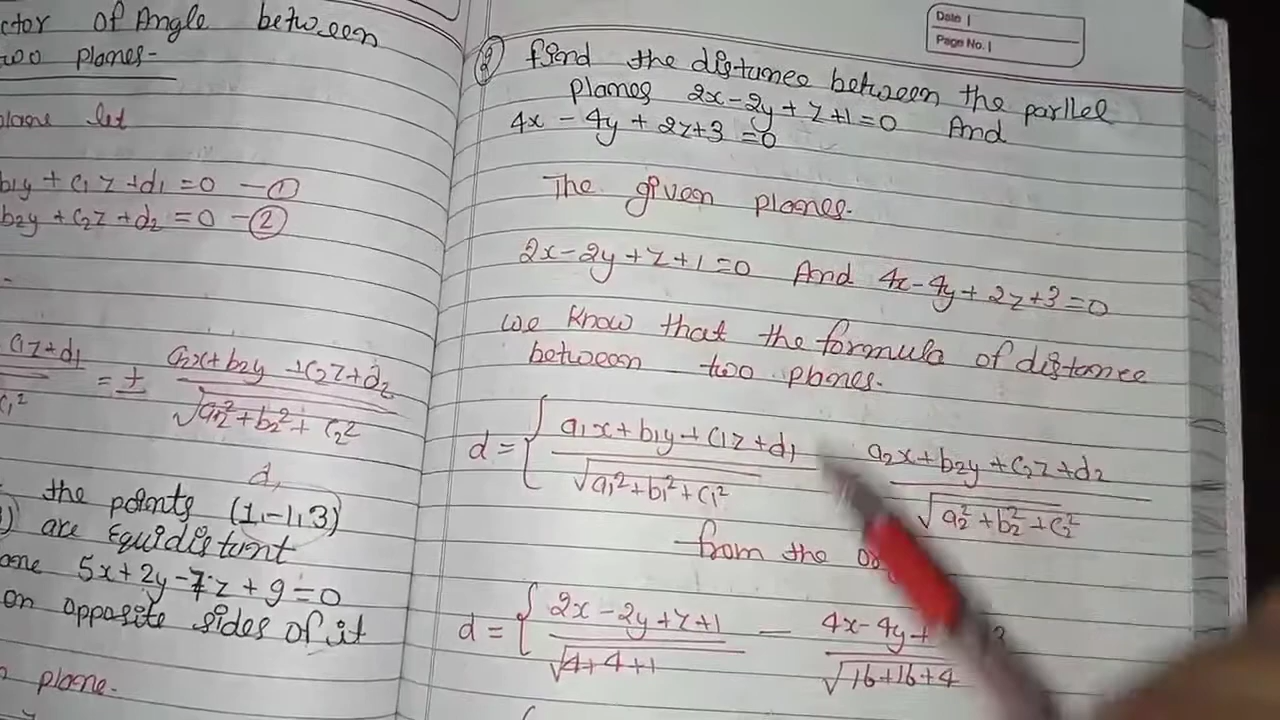 ctor of Angle between
two planes-
plane let
b1y + c1z + d1 = 0 — ①
b2y + c2z + d2 = 0 — ②
c1z+d1
c1² = ± a2x+b2y+c2z+d2
√a2²+b2²+c2²
d1
the points (1,-1,3)
are Equidistant
5x+2y-7z+9=0
on opposite sides of it
plane-
Date |
Page No. |
Find the distance between the parllel
planes 2x-2y+z+1=0 And
4x-4y+2z+3=0
The given planes.
2x-2y+z+1=0 And 4x-4y+2z+3=0
we know that the formula of distance
between two planes.
d = { a1x+b1y+c1z+d1 a2x+b2y+c2z+d2
√a1²+b1²+c1² √a2²+b2²+c2²
from the
d = { 2x-2y+z+1 — 4x-4y+
√4+4+1 √16+16+4